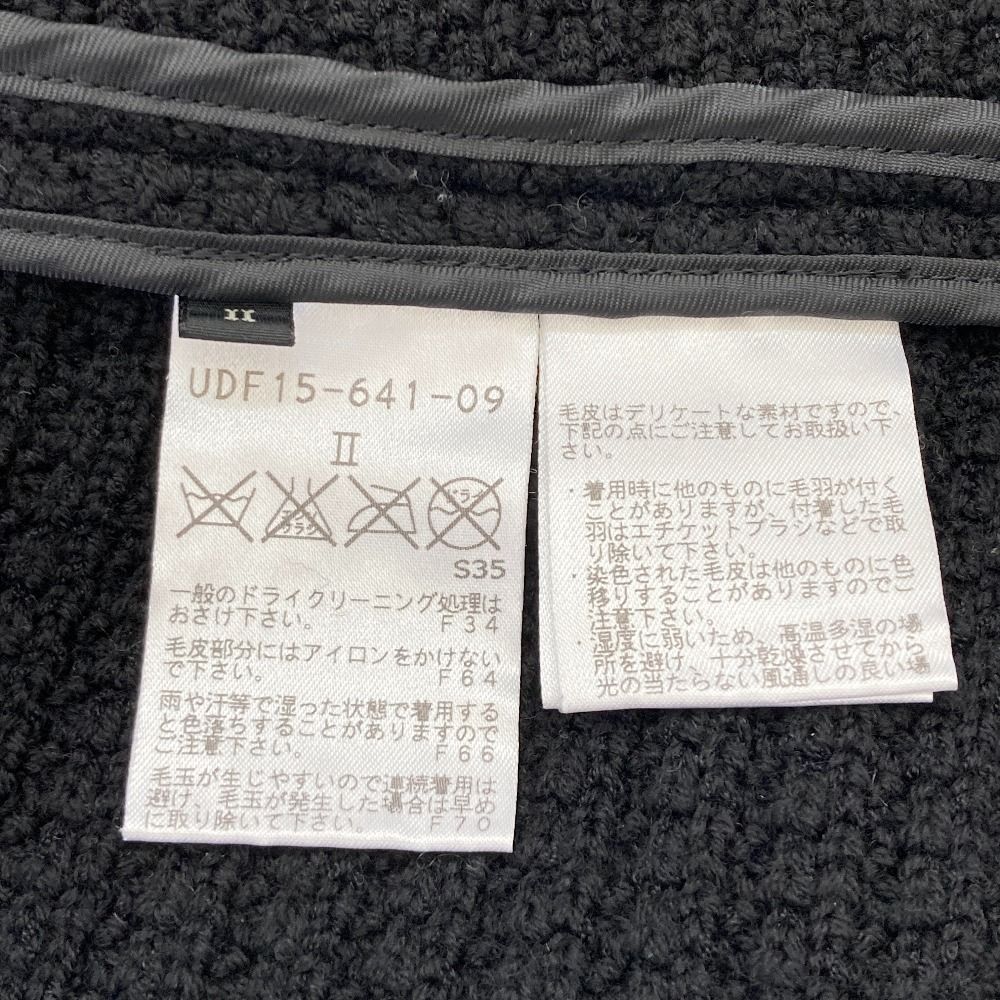 II
UDF15-641-09
II
ドライ
S35
一般のドライクリーニング処理は
おさけ下さい。 F34
毛皮部分にはアイロンをかけない
で下さい。 F64
雨や汗等で湿った状態で着用する
と色落ちすることがありますので
ご注意下さい。 F66
毛玉が生じやすいので連続着用は
避け、毛玉が発生した場合は早め
に取り除いて下さい。 F70
毛皮はデリケートな素材ですので、
下記の点にご注意してお取扱い下
さい。
・着用時に他のものに毛羽が付く
ことがありますが、付着した毛
羽はエチケットブラシなどで取
り除いて下さい。
・染色された毛皮は他のものに色
移りすることがありますのでご
注意下さい。
・湿度に弱いため、高温多湿の場
所を避け、十分乾燥させてから
光の当たらない風通しの良い場